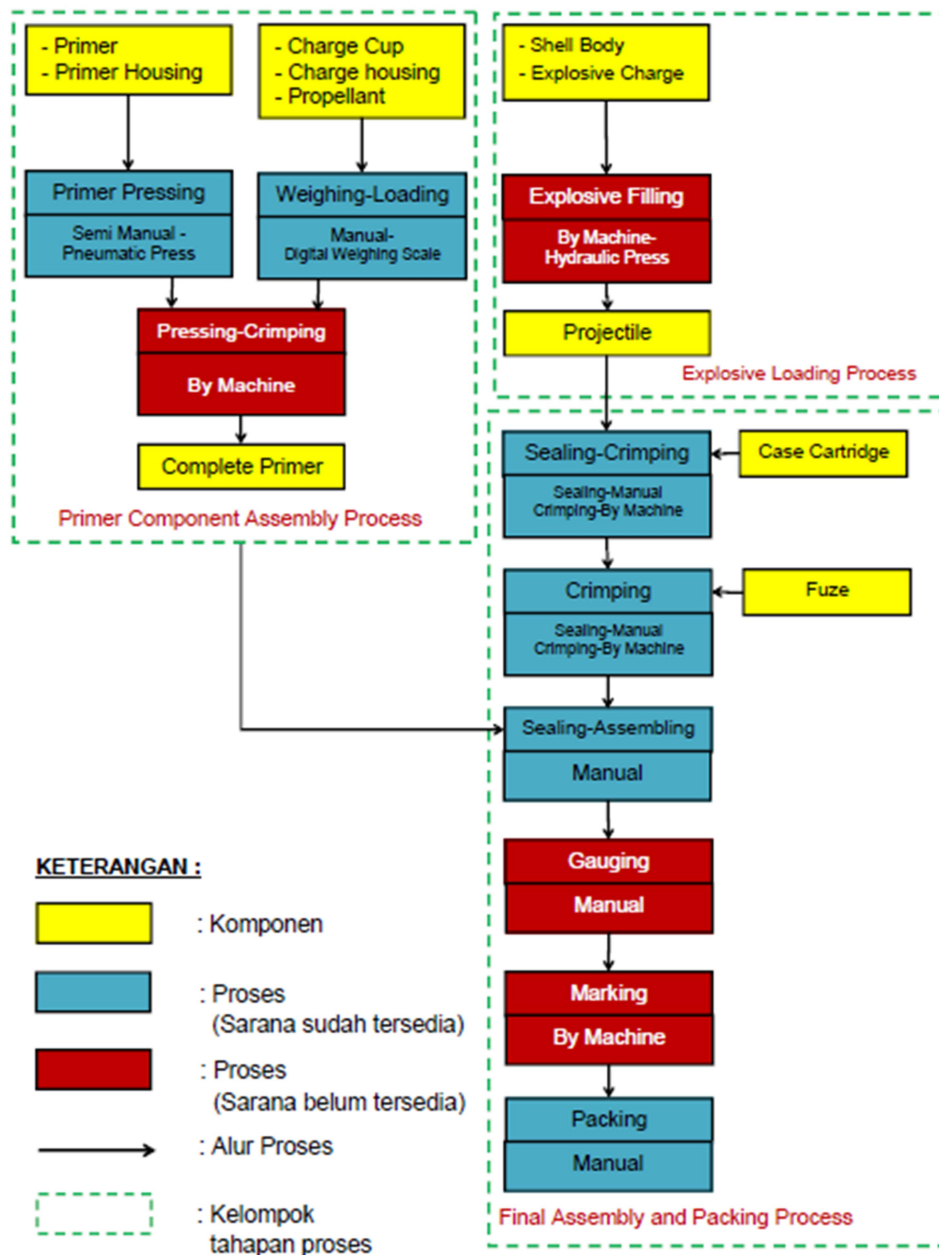 - Primer
- Primer Housing
- Charge Cup
- Charge housing
- Propellant
Primer Pressing
Semi Manual -
Pneumatic Press
Weighing-Loading
Manual-
Digital Weighing Scale
Pressing-Crimping
By Machine
Complete Primer
Primer Component Assembly Process
- Shell Body
- Explosive Charge
Explosive Filling
By Machine-
Hydraulic Press
Projectile
Explosive Loading Process
Sealing-Crimping
Sealing-Manual
Crimping-By Machine
Case Cartridge
Crimping
Sealing-Manual
Crimping-By Machine
Fuze
Sealing-Assembling
Manual
Gauging
Manual
Marking
By Machine
Packing
Manual
Final Assembly and Packing Process
KETERANGAN :
: Komponen
: Proses
(Sarana sudah tersedia)
: Proses
(Sarana belum tersedia)
: Alur Proses
: Kelompok
tahapan proses